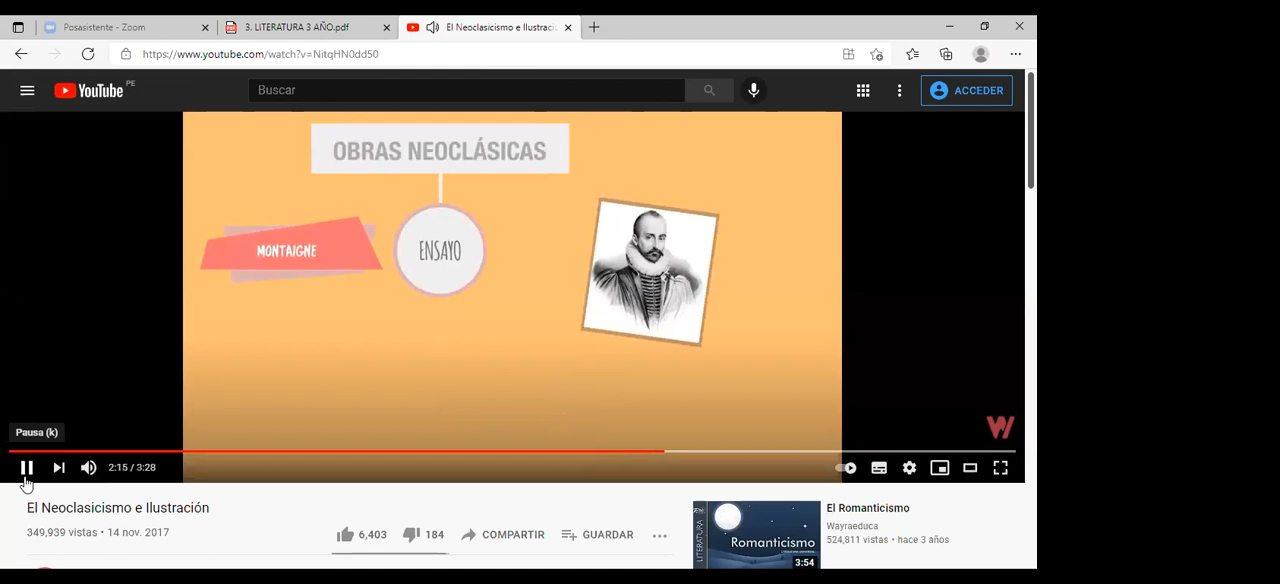 Posasistente - Zoom
3. LITERATURA 3 AÑO.pdf
El Neoclasicismo e Ilustraci
https://www.youtube.com/watch?v=NitqHN0dd50
YouTube PE
Buscar
ACCEDER
OBRAS NEOCLÁSICAS
MONTAIGNE
ENSAYO
Pausa (k)
W
2:15 / 3:28
El Neoclasicismo e Ilustración
349,939 vistas • 14 nov. 2017
6,403
184
COMPARTIR
GUARDAR
LITERATURA
Romanticismo
3:54
El Romanticismo
Wayraeduca
524,811 vistas • hace 3 años